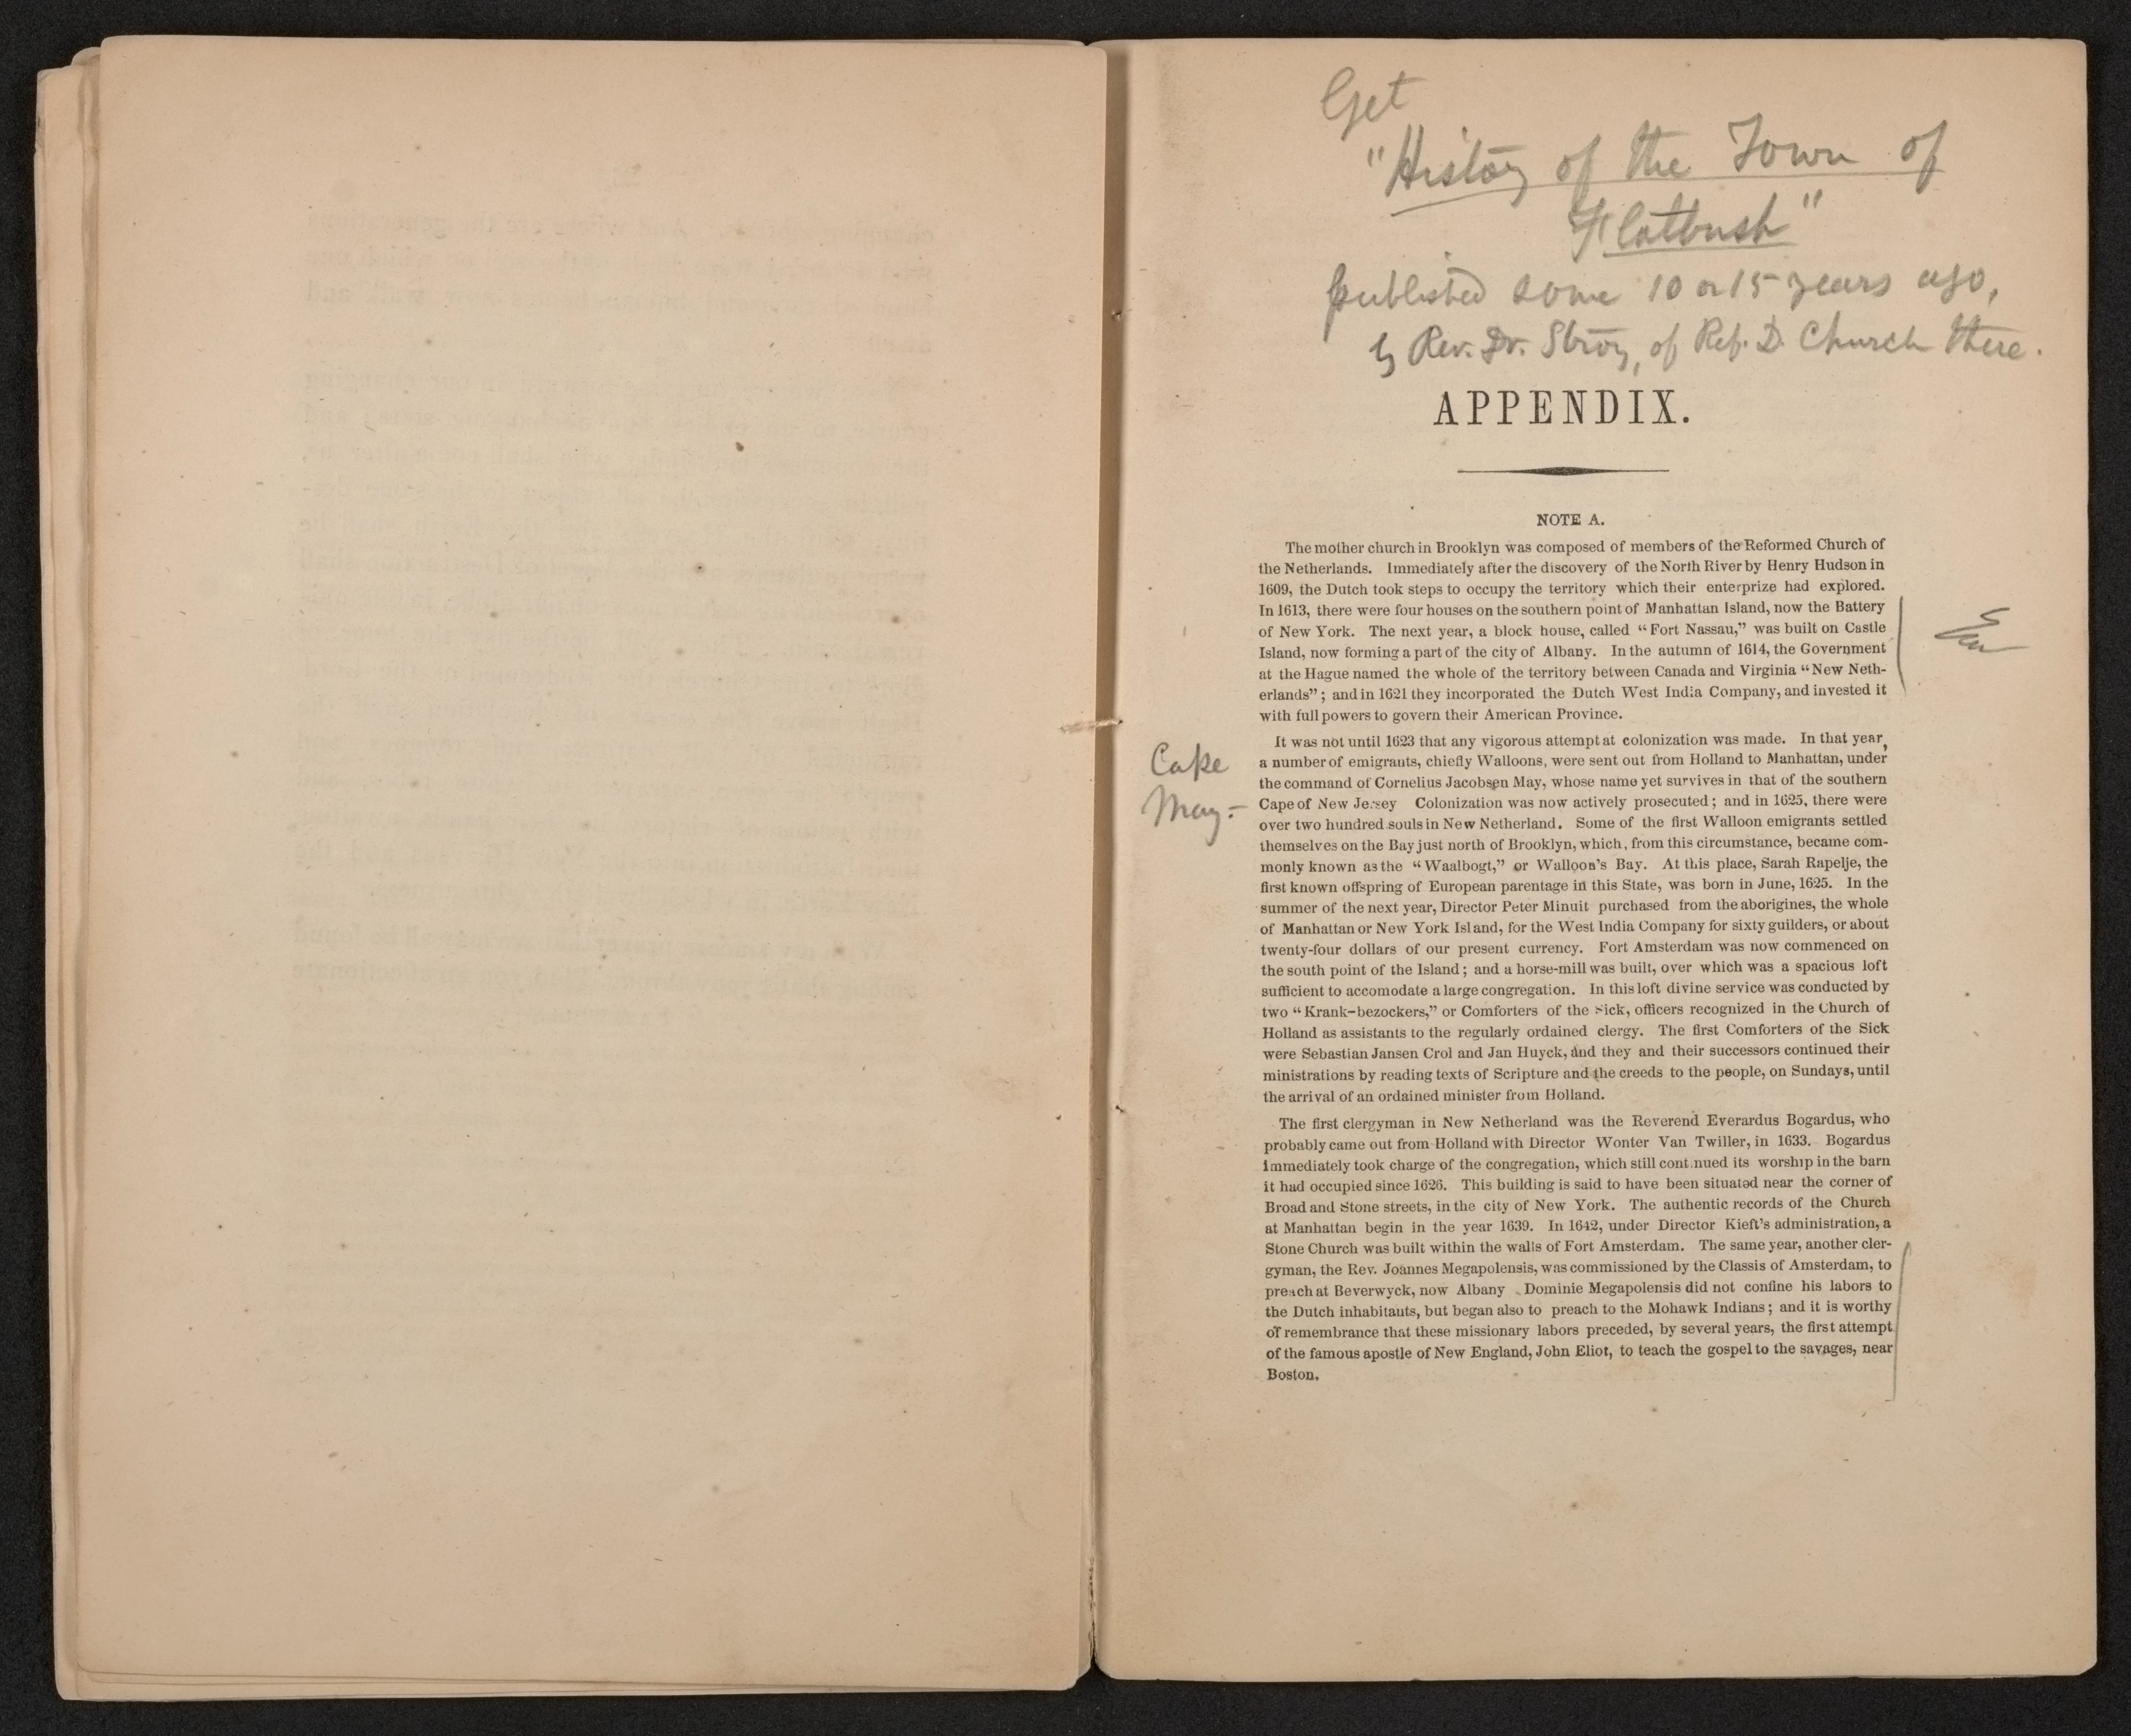 Get
"History of the Town of
Flatbush"
published some 10 or 15 years ago,
by Rev. Dr. Strong, of Ref. D. Church there.
APPENDIX.
NOTE A.
The mother church in Brooklyn was composed of members of the Reformed Church of
the Netherlands. Immediately after the discovery of the North River by Henry Hudson in
1609, the Dutch took steps to occupy the territory which their enterprize had explored.
In 1613, there were four houses on the southern point of Manhattan Island, now the Battery
of New York. The next year, a block house, called "Fort Nassau," was built on Castle
Island, now forming a part of the city of Albany. In the autumn of 1614, the Government
at the Hague named the whole of the territory between Canada and Virginia "New Neth-
erlands"; and in 1621 they incorporated the Dutch West India Company, and invested it
with full powers to govern their American Province.
It was not until 1623 that any vigorous attempt at colonization was made. In that year,
a number of emigrants, chiefly Walloons, were sent out from Holland to Manhattan, under
Cape
May:-
the command of Cornelius Jacobsen May, whose name yet survives in that of the southern
Cape of New Jersey Colonization was now actively prosecuted; and in 1625, there were
over two hundred souls in New Netherland. Some of the first Walloon emigrants settled
themselves on the Bay just north of Brooklyn, which, from this circumstance, became com-
monly known as the "Waalbogt," or Walloon's Bay. At this place, Sarah Rapelje, the
first known offspring of European parentage in this State, was born in June, 1625. In the
summer of the next year, Director Peter Minuit purchased from the aborigines, the whole
of Manhattan or New York Island, for the West India Company for sixty guilders, or about
twenty-four dollars of our present currency. Fort Amsterdam was now commenced on
the south point of the Island; and a horse-mill was built, over which was a spacious loft
sufficient to accomodate a large congregation. In this loft divine service was conducted by
two "Krank-bezockers," or Comforters of the Sick, officers recognized in the Church of
Holland as assistants to the regularly ordained clergy. The first Comforters of the Sick
were Sebastian Jansen Crol and Jan Huyck, and they and their successors continued their
ministrations by reading texts of Scripture and the creeds to the people, on Sundays, until
the arrival of an ordained minister from Holland.
The first clergyman in New Netherland was the Reverend Everardus Bogardus, who
probably came out from Holland with Director Wonter Van Twiller, in 1633. Bogardus
immediately took charge of the congregation, which still continued its worship in the barn
it had occupied since 1626. This building is said to have been situated near the corner of
Broad and Stone streets, in the city of New York. The authentic records of the Church
at Manhattan begin in the year 1639. In 1642, under Director Kieft's administration, a
Stone Church was built within the walls of Fort Amsterdam. The same year, another cler-
gyman, the Rev. Joannes Megapolensis, was commissioned by the Classis of Amsterdam, to
preach at Beverwyck, now Albany Dominie Megapolensis did not confine his labors to
the Dutch inhabitants, but began also to preach to the Mohawk Indians; and it is worthy
of remembrance that these missionary labors preceded, by several years, the first attempt
of the famous apostle of New England, John Eliot, to teach the gospel to the savages, near
Boston.